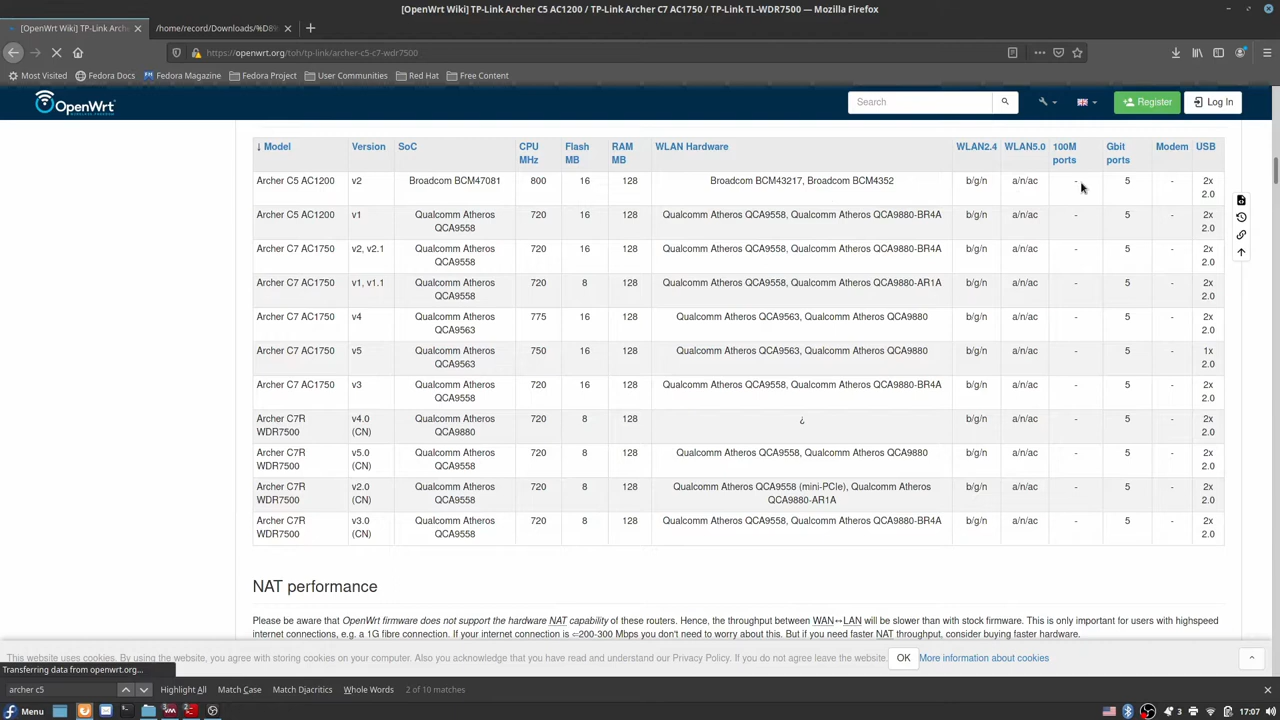 [OpenWrt Wiki] TP-Link Archer C5 AC1200 / TP-Link Archer C7 AC1750 / TP-Link TL-WDR7500 — Mozilla Firefox
[OpenWrt Wiki] TP-Link Arch
/home/record/Downloads/%D8%
https://openwrt.org/toh/tp-link/archer-c5-c7-wdr7500
Most Visited Fedora Docs Fedora Magazine Fedora Project User Communities Red Hat Free Content
OpenWrt
WIRELESS FREEDOM
Search
Register Log In
↓ Model Version SoC CPU MHz Flash MB RAM MB WLAN Hardware WLAN2.4 WLAN5.0 100M ports Gbit ports Modem USB
Archer C5 AC1200 v2 Broadcom BCM47081 800 16 128 Broadcom BCM43217, Broadcom BCM4352 b/g/n a/n/ac - 5 - 2x 2.0
Archer C5 AC1200 v1 Qualcomm Atheros QCA9558 720 16 128 Qualcomm Atheros QCA9558, Qualcomm Atheros QCA9880-BR4A b/g/n a/n/ac - 5 - 2x 2.0
Archer C7 AC1750 v2, v2.1 Qualcomm Atheros QCA9558 720 16 128 Qualcomm Atheros QCA9558, Qualcomm Atheros QCA9880-BR4A b/g/n a/n/ac 5 - 2x 2.0
Archer C7 AC1750 v1, v1.1 Qualcomm Atheros QCA9558 720 8 128 Qualcomm Atheros QCA9558, Qualcomm Atheros QCA9880-AR1A b/g/n a/n/ac - 5 - 2x 2.0
Archer C7 AC1750 v4 Qualcomm Atheros QCA9563 775 16 128 Qualcomm Atheros QCA9563, Qualcomm Atheros QCA9880 b/g/n a/n/ac - 5 - 2x 2.0
Archer C7 AC1750 v5 Qualcomm Atheros QCA9563 750 16 128 Qualcomm Atheros QCA9563, Qualcomm Atheros QCA9880 b/g/n a/n/ac - 5 - 1x 2.0
Archer C7 AC1750 v3 Qualcomm Atheros QCA9558 720 16 128 Qualcomm Atheros QCA9558, Qualcomm Atheros QCA9880-BR4A b/g/n a/n/ac - 5 - 2x 2.0
Archer C7R WDR7500 v4.0 (CN) Qualcomm Atheros QCA9880 720 8 128 ¿ b/g/n a/n/ac - 5 - 2x 2.0
Archer C7R WDR7500 v5.0 (CN) Qualcomm Atheros QCA9558 720 8 128 Qualcomm Atheros QCA9558, Qualcomm Atheros QCA9880 b/g/n a/n/ac - 5 - 2x 2.0
Archer C7R WDR7500 v2.0 (CN) Qualcomm Atheros QCA9558 720 8 128 Qualcomm Atheros QCA9558 (mini-PCIe), Qualcomm Atheros QCA9880-AR1A b/g/n a/n/ac - 5 - 2x 2.0
Archer C7R WDR7500 v3.0 (CN) Qualcomm Atheros QCA9558 720 8 128 Qualcomm Atheros QCA9558, Qualcomm Atheros QCA9880-BR4A b/g/n a/n/ac - 5 - 2x 2.0
NAT performance
Please be aware that OpenWrt firmware does not support the hardware NAT capability of these routers. Hence, the throughput between WAN↔LAN will be slower than with stock firmware. This is only important for users with highspeed
internet connections, e.g. a 1G fibre connection. If your internet connection is ⇐200-300 Mbps you don't need to worry about this. But if you need faster NAT throughput, consider buying faster hardware.
This website uses cookies. By using the website, you agree with storing cookies on your computer. Also you acknowledge that you have read and understand our Privacy Policy. If you do not agree leave the website. OK More information about cookies
Transferring data from openwrt.org...
archer c5 Highlight All Match Case Match Diacritics Whole Words 2 of 10 matches
Menu 3 17:07